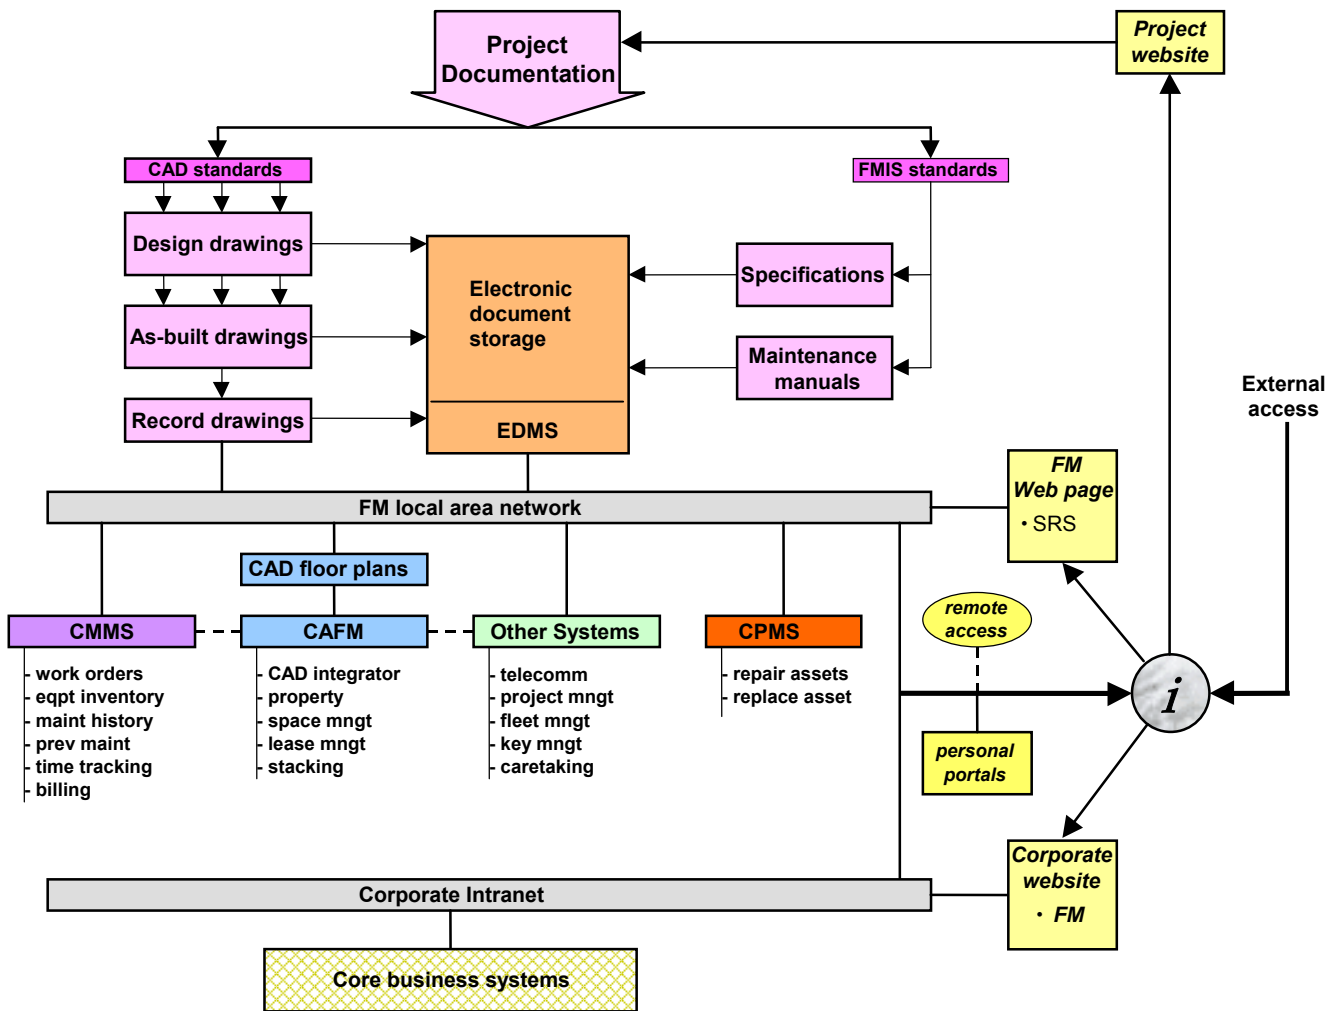 Project
Documentation
Project
website
CAD standards
FMIS standards
Design drawings
Electronic
document
storage
Specifications
As-built drawings
Maintenance
manuals
External
access
Record drawings
EDMS
FM
Web page
• SRS
FM local area network
CAD floor plans
remote
access
CMMS
CAFM
Other Systems
CPMS
- work orders
- eqpt inventory
- maint history
- prev maint
- time tracking
- billing
- CAD integrator
- property
- space mngt
- lease mngt
- stacking
- telecomm
- project mngt
- fleet mngt
- key mngt
- caretaking
- repair assets
- replace asset
i
personal
portals
Corporate
website
• FM
Corporate Intranet
Core business systems